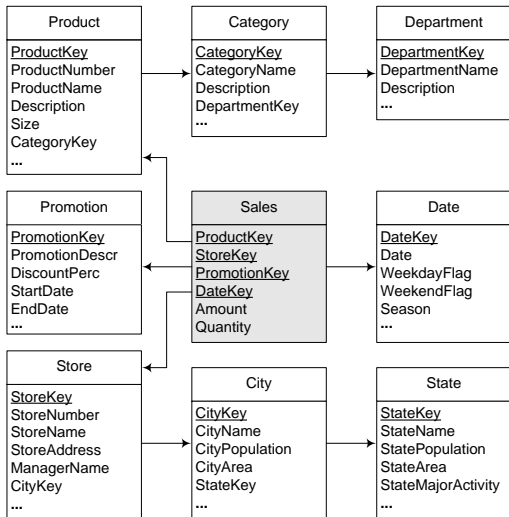 Product
ProductKey
ProductNumber
ProductName
Description
Size
CategoryKey
...
Category
CategoryKey
CategoryName
Description
DepartmentKey
...
Department
DepartmentKey
DepartmentName
Description
...
Promotion
PromotionKey
PromotionDescr
DiscountPerc
StartDate
EndDate
...
Sales
ProductKey
StoreKey
PromotionKey
DateKey
Amount
Quantity
Date
DateKey
Date
WeekdayFlag
WeekendFlag
Season
...
Store
StoreKey
StoreNumber
StoreName
StoreAddress
ManagerName
CityKey
...
City
CityKey
CityName
CityPopulation
CityArea
StateKey
...
State
StateKey
StateName
StatePopulation
StateArea
StateMajorActivity
...